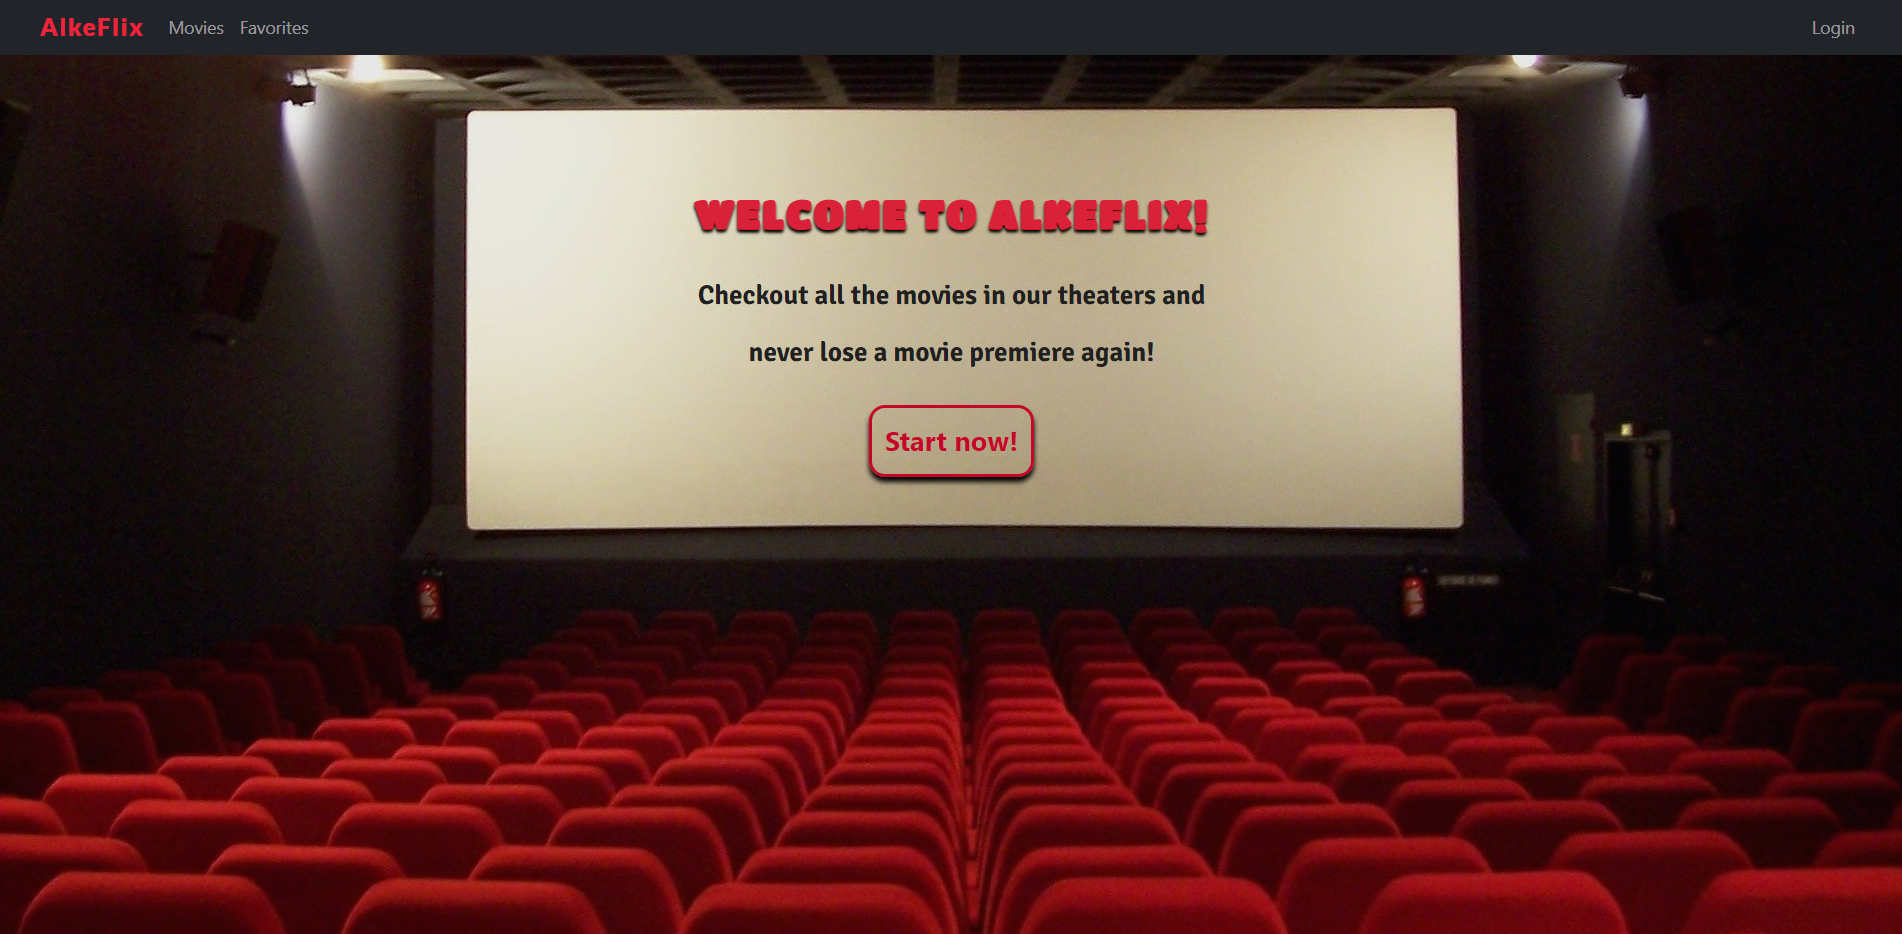 AlkeFlix Movies Favorites Login
WELCOME TO ALKEFLIX!
Checkout all the movies in our theaters and
never lose a movie premiere again!
Start now!